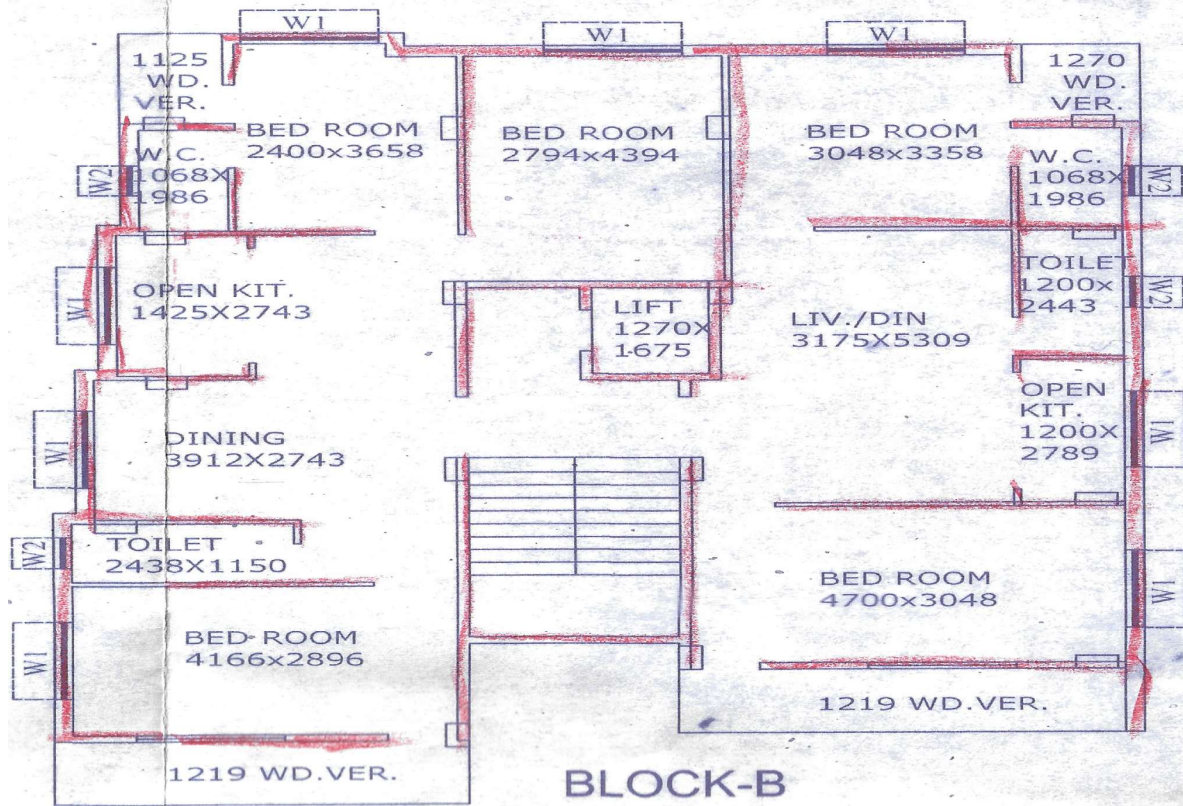 W1
W1
W1
1125
WD.
VER.
1270
WD.
VER.
BED ROOM
2400x3658
BED ROOM
2794x4394
BED ROOM
3048x3358
W.C.
1068X
1986
W.C.
1068X
1986
W2
W2
OPEN KIT.
1425X2743
W1
LIFT
1270X
1675
LIV./DIN
3175X5309
TOILET
1200x
2443
W2
OPEN
KIT.
1200X
2789
W1
DINING
3912X2743
W1
TOILET
2438X1150
W2
BED ROOM
4700x3048
W1
BED ROOM
4166x2896
W1
1219 WD.VER.
1219 WD.VER.
BLOCK-B